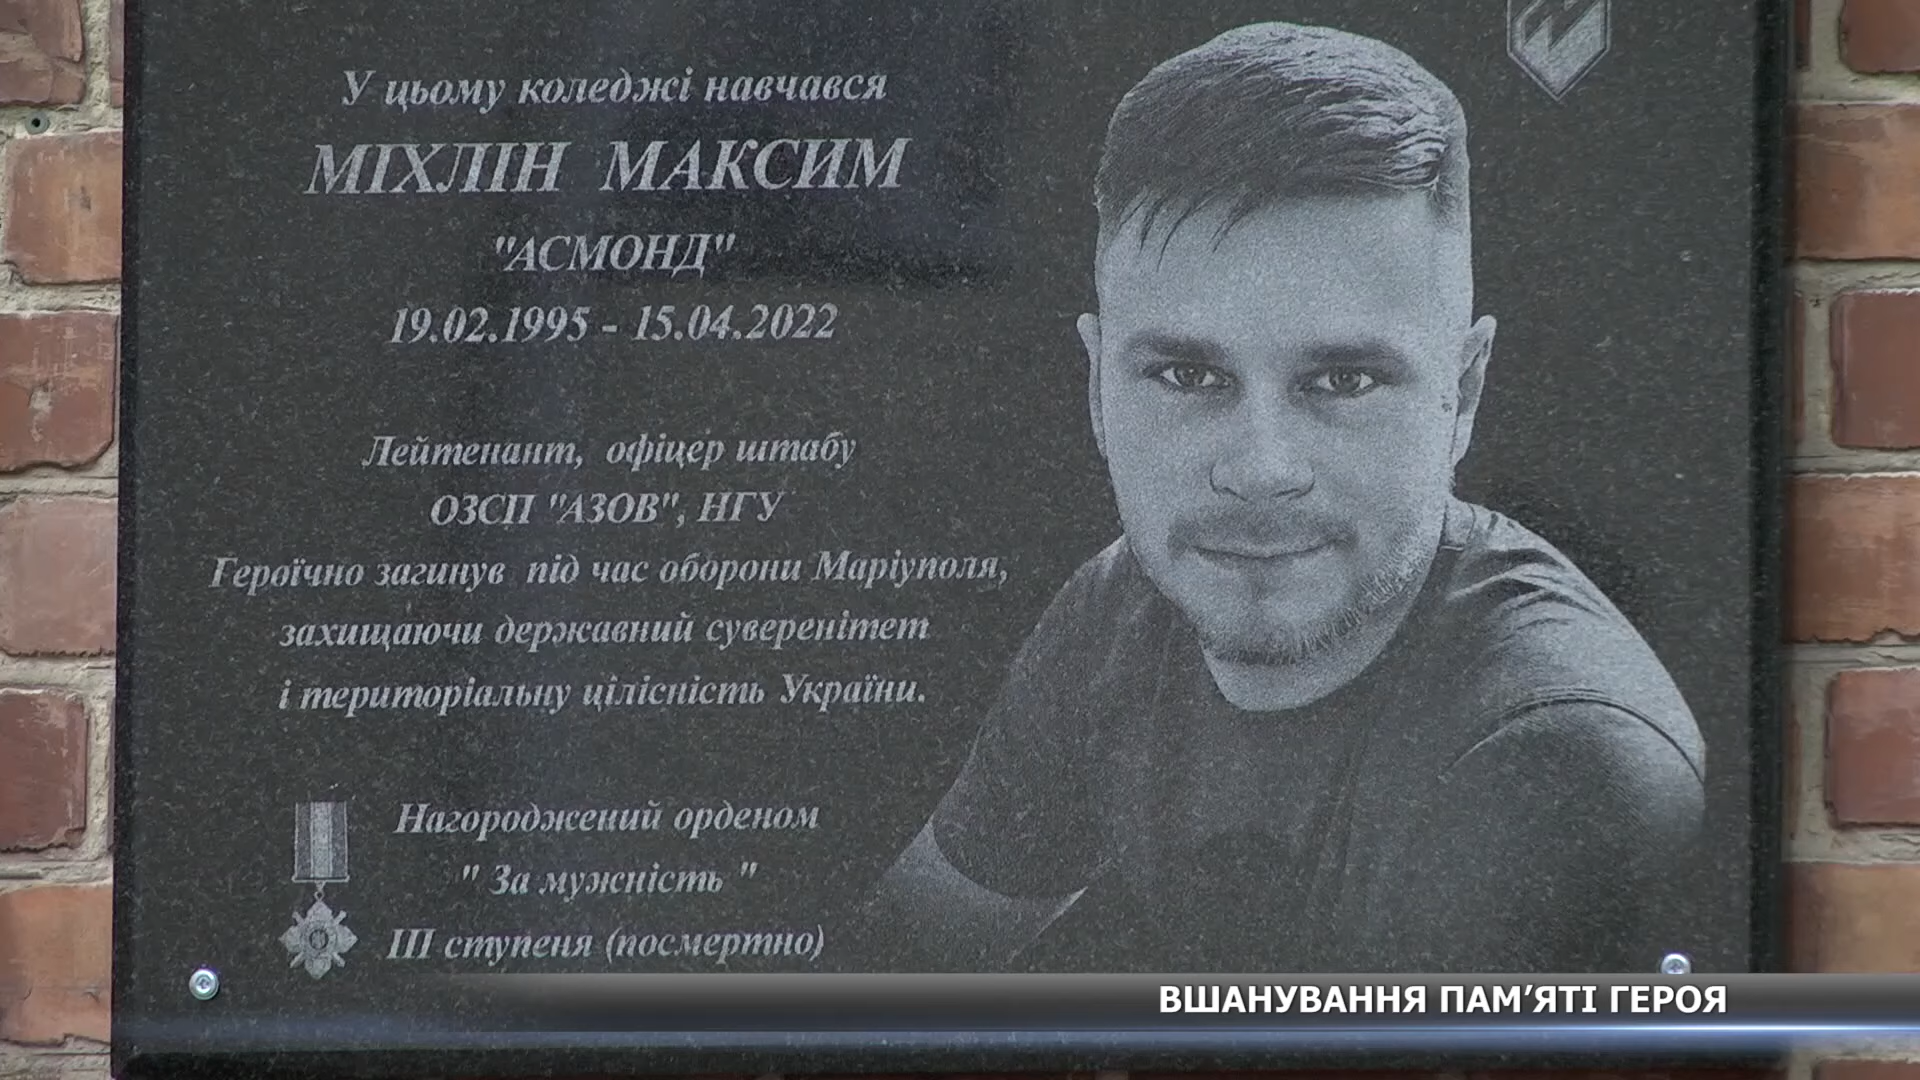 У цьому коледжі навчався
МІХЛІН МАКСИМ
"АСМОНД"
19.02.1995 - 15.04.2022
Лейтенант, офіцер штабу
ОЗСП "АЗОВ", НГУ
Героїчно загинув під час оборони Маріуполя,
захищаючи державний суверенітет
і територіальну цілісність України.
Нагороджений орденом
" За мужність "
ІІІ ступеня (посмертно)
ВШАНУВАННЯ ПАМ’ЯТІ ГЕРОЯ